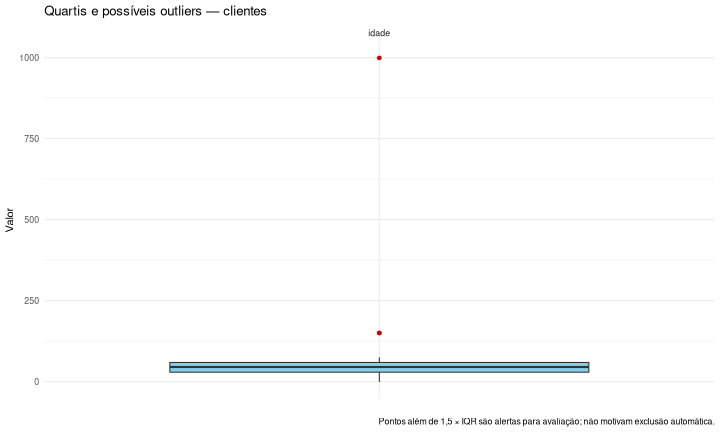 Quartis e possíveis outliers — clientes
idade
1000
750
500
250
0
Valor
Pontos além de 1,5 × IQR são alertas para avaliação; não motivam exclusão automática.